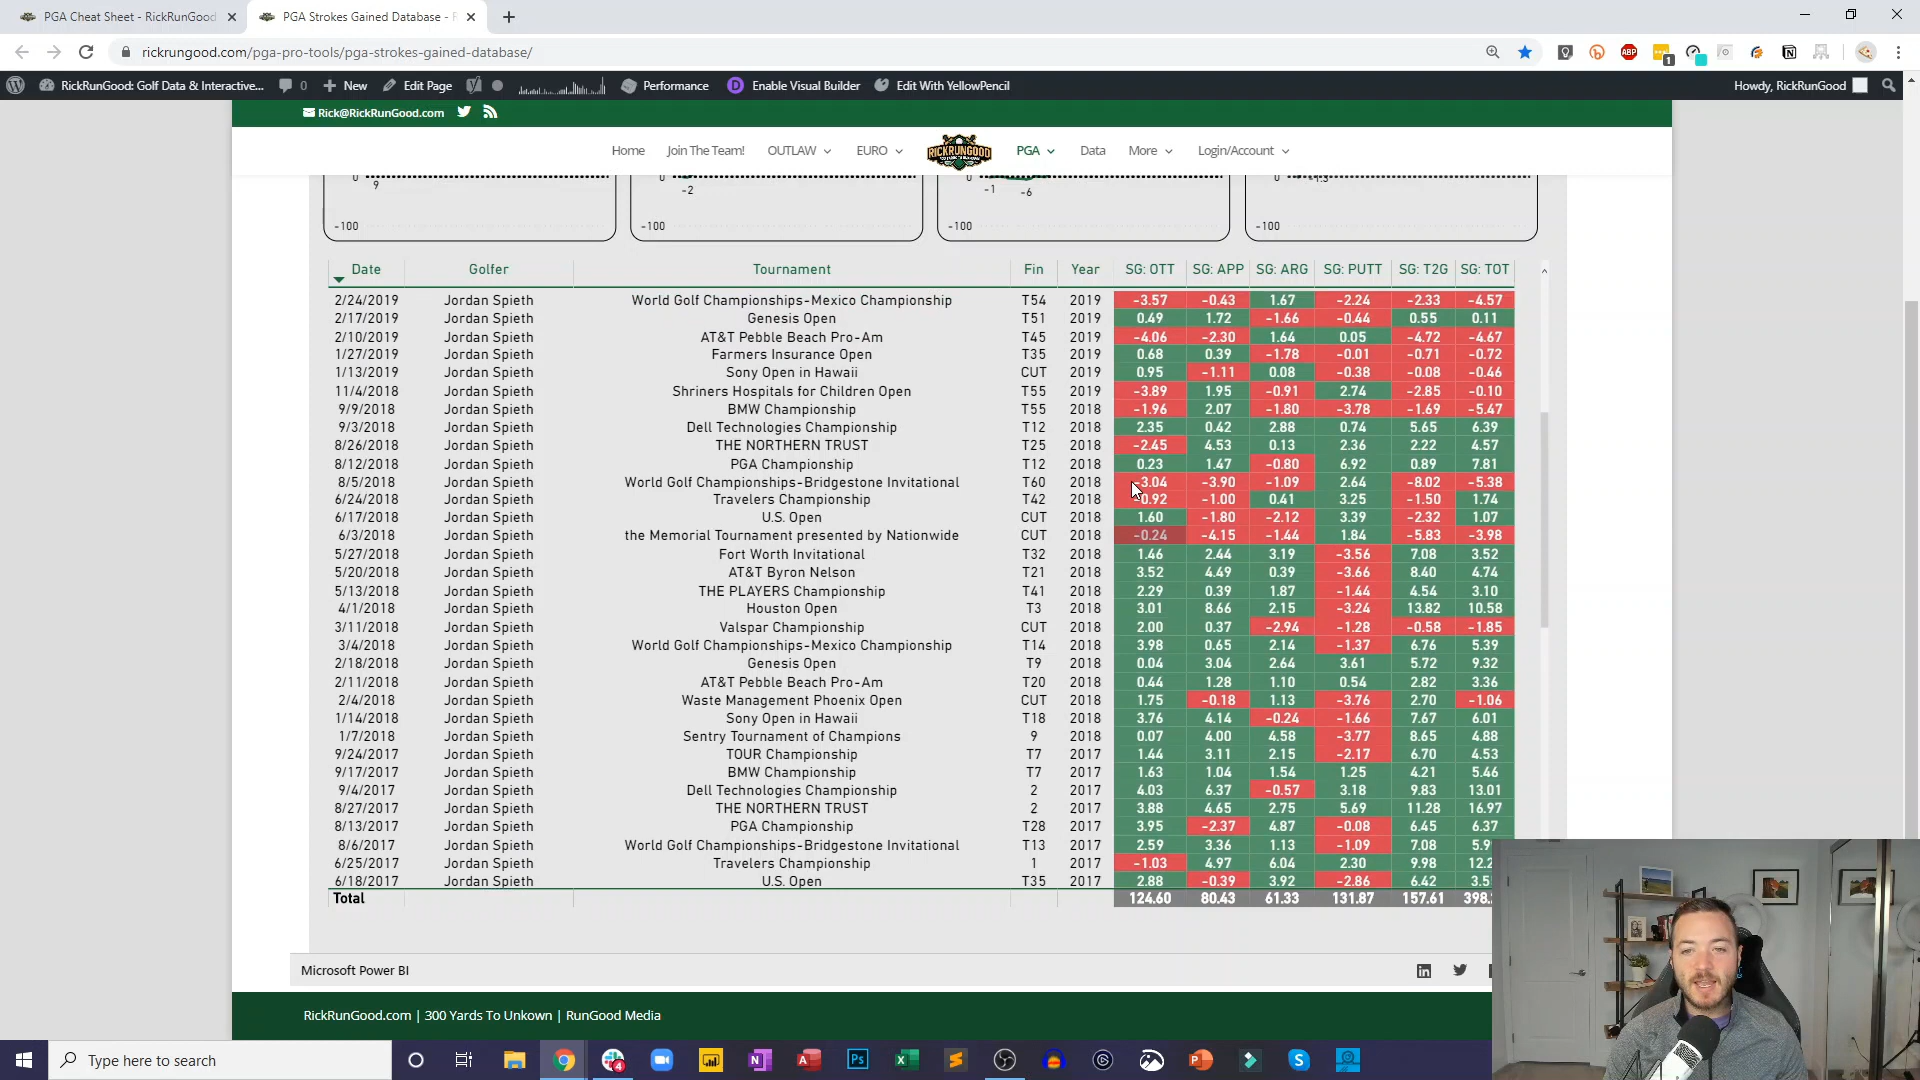 PGA Cheat Sheet - RickRunGood
PGA Strokes Gained Database - R
rickrungood.com/pga-pro-tools/pga-strokes-gained-database/
RickRunGood: Golf Data & Interactive... 0 New Edit Page Performance Enable Visual Builder Edit With YellowPencil Howdy, RickRunGood
Rick@RickRunGood.com
Home Join The Team! OUTLAW EURO RICKRUNGOOD PGA Data More Login/Account
0 9 0 -2 0 -1 -6 0 -1.5
-100 -100 -100 -100
Date Golfer Tournament Fin Year SG: OTT SG: APP SG: ARG SG: PUTT SG: T2G SG: TOT
2/24/2019 Jordan Spieth World Golf Championships-Mexico Championship T54 2019 -3.57 -0.43 1.67 -2.24 -2.33 -4.57
2/17/2019 Jordan Spieth Genesis Open T51 2019 0.49 1.72 -1.66 -0.44 0.55 0.11
2/10/2019 Jordan Spieth AT&T Pebble Beach Pro-Am T45 2019 -4.06 -2.30 1.64 0.05 -4.72 -4.67
1/27/2019 Jordan Spieth Farmers Insurance Open T35 2019 0.68 0.39 -1.78 -0.01 -0.71 -0.72
1/13/2019 Jordan Spieth Sony Open in Hawaii CUT 2019 0.95 -1.11 0.08 -0.38 -0.08 -0.46
11/4/2018 Jordan Spieth Shriners Hospitals for Children Open T55 2019 -3.89 1.95 -0.91 2.74 -2.85 -0.10
9/9/2018 Jordan Spieth BMW Championship T55 2018 -1.96 2.07 -1.80 -3.78 -1.69 -5.47
9/3/2018 Jordan Spieth Dell Technologies Championship T12 2018 2.35 0.42 2.88 0.74 5.65 6.39
8/26/2018 Jordan Spieth THE NORTHERN TRUST T25 2018 -2.45 4.53 0.13 2.36 2.22 4.57
8/12/2018 Jordan Spieth PGA Championship T12 2018 0.23 1.47 -0.80 6.92 0.89 7.81
8/5/2018 Jordan Spieth World Golf Championships-Bridgestone Invitational T60 2018 -3.04 -3.90 -1.09 2.64 -8.02 -5.38
6/24/2018 Jordan Spieth Travelers Championship T42 2018 -0.92 -1.00 0.41 3.25 -1.50 1.74
6/17/2018 Jordan Spieth U.S. Open CUT 2018 1.60 -1.80 -2.12 3.39 -2.32 1.07
6/3/2018 Jordan Spieth the Memorial Tournament presented by Nationwide CUT 2018 -0.24 -4.15 -1.44 1.84 -5.83 -3.98
5/27/2018 Jordan Spieth Fort Worth Invitational T32 2018 1.46 2.44 3.19 -3.56 7.08 3.52
5/20/2018 Jordan Spieth AT&T Byron Nelson T21 2018 3.52 4.49 0.39 -3.66 8.40 4.74
5/13/2018 Jordan Spieth THE PLAYERS Championship T41 2018 2.29 0.39 1.87 -1.44 4.54 3.10
4/1/2018 Jordan Spieth Houston Open T3 2018 3.01 8.66 2.15 -3.24 13.82 10.58
3/11/2018 Jordan Spieth Valspar Championship CUT 2018 2.00 0.37 -2.94 -1.28 -0.58 -1.85
3/4/2018 Jordan Spieth World Golf Championships-Mexico Championship T14 2018 3.98 0.65 2.14 -1.37 6.76 5.39
2/18/2018 Jordan Spieth Genesis Open T9 2018 0.04 3.04 2.64 3.61 5.72 9.32
2/11/2018 Jordan Spieth AT&T Pebble Beach Pro-Am T20 2018 0.44 1.28 1.10 0.54 2.82 3.36
2/4/2018 Jordan Spieth Waste Management Phoenix Open CUT 2018 1.75 -0.18 1.13 -3.76 2.70 -1.06
1/14/2018 Jordan Spieth Sony Open in Hawaii T18 2018 3.76 4.14 -0.24 -1.66 7.67 6.01
1/7/2018 Jordan Spieth Sentry Tournament of Champions 9 2018 0.07 4.00 4.58 -3.77 8.65 4.88
9/24/2017 Jordan Spieth TOUR Championship T7 2017 1.44 3.11 2.15 -2.17 6.70 4.53
9/17/2017 Jordan Spieth BMW Championship T7 2017 1.63 1.04 1.54 1.25 4.21 5.46
9/4/2017 Jordan Spieth Dell Technologies Championship 2 2017 4.03 6.37 -0.57 3.18 9.83 13.01
8/27/2017 Jordan Spieth THE NORTHERN TRUST 2 2017 3.88 4.65 2.75 5.69 11.28 16.97
8/13/2017 Jordan Spieth PGA Championship T28 2017 3.95 -2.37 4.87 -0.08 6.45 6.37
8/6/2017 Jordan Spieth World Golf Championships-Bridgestone Invitational T13 2017 2.59 3.36 1.13 -1.09 7.08 5.9
6/25/2017 Jordan Spieth Travelers Championship 1 2017 -1.03 4.97 6.04 2.30 9.98 12.2
6/18/2017 Jordan Spieth U.S. Open T35 2017 2.88 -0.39 3.92 -2.86 6.42 3.5
Total 124.60 80.43 61.33 131.87 157.61 398.
Microsoft Power BI
RickRunGood.com | 300 Yards To Unkown | RunGood Media
Type here to search